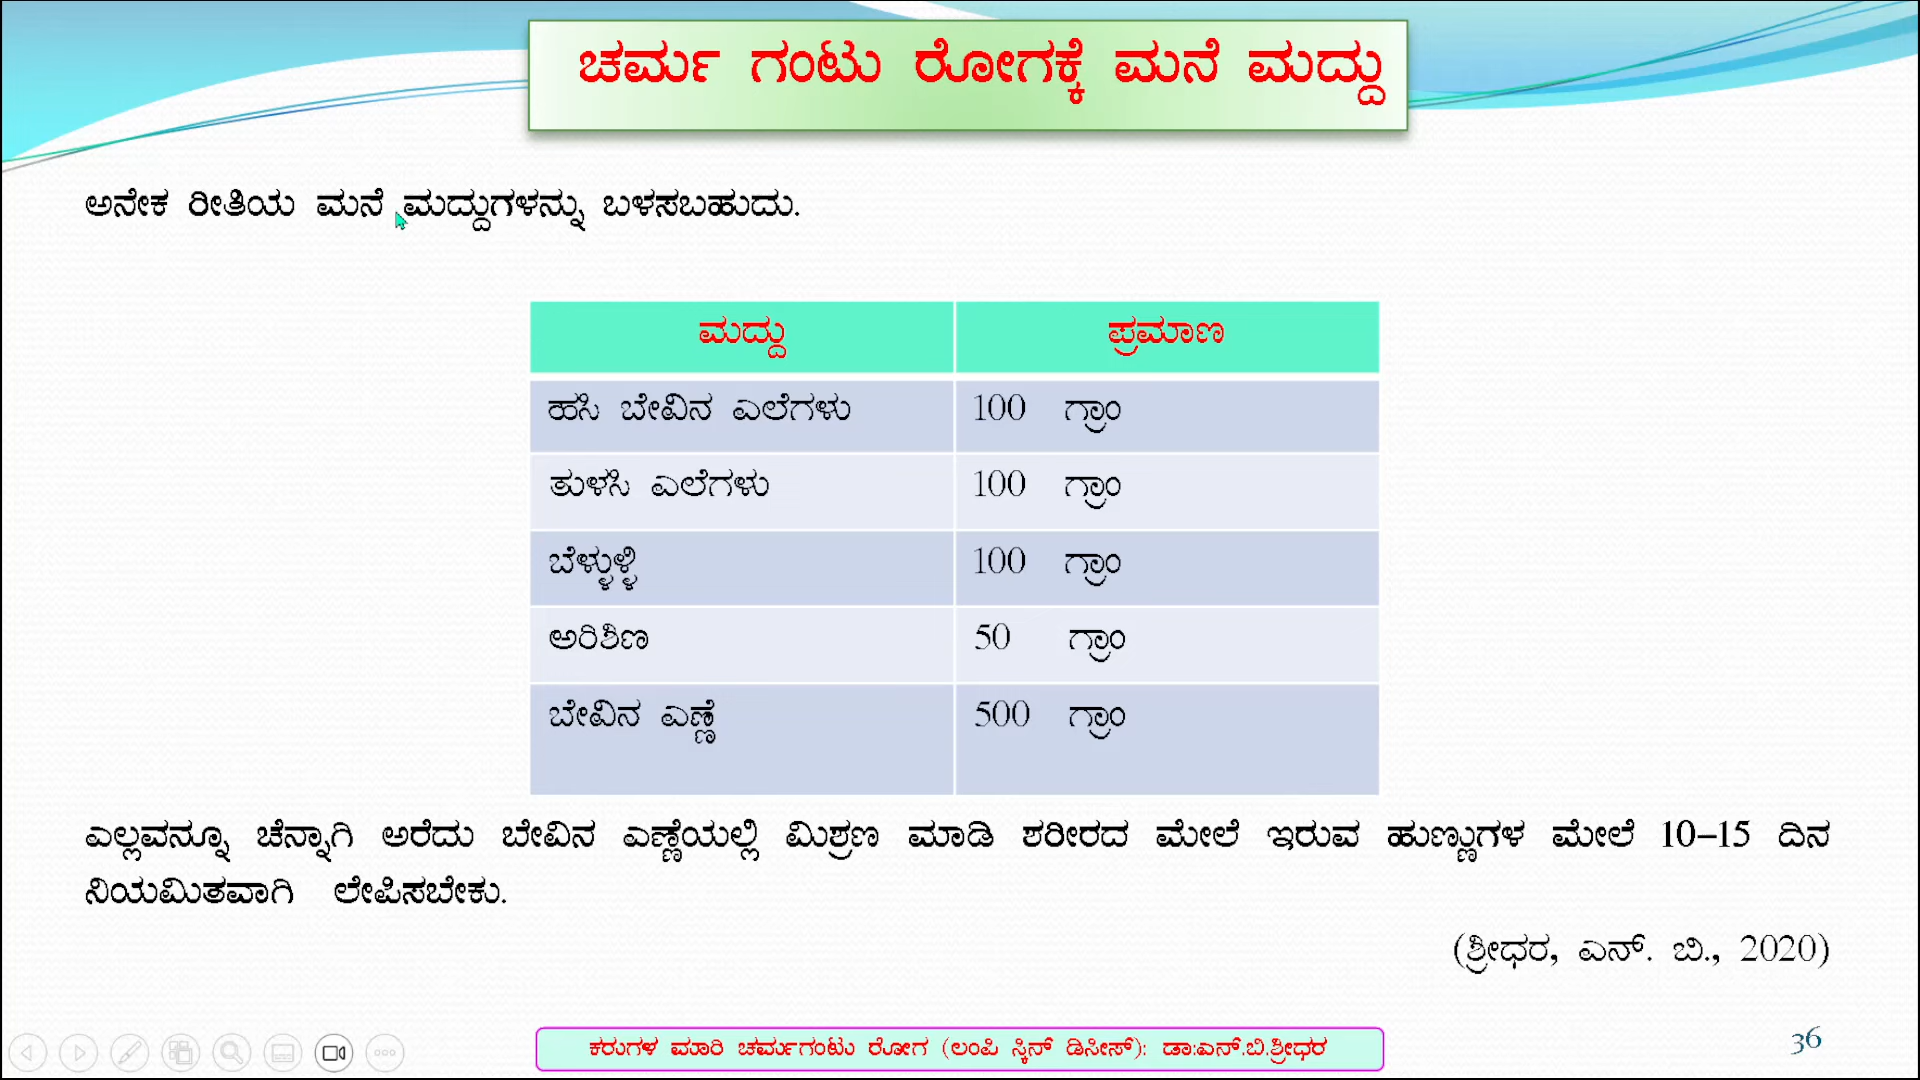 ಚರ್ಮ ಗಂಟು ರೋಗಕ್ಕೆ ಮನೆ ಮದ್ದು
ಅನೇಕ ರೀತಿಯ ಮನೆ ಮದ್ದುಗಳನ್ನು ಬಳಸಬಹುದು.
ಮದ್ದು ಪ್ರಮಾಣ
ಹಸಿ ಬೇವಿನ ಎಲೆಗಳು 100 ಗ್ರಾಂ
ತುಳಸಿ ಎಲೆಗಳು 100 ಗ್ರಾಂ
ಬೆಳ್ಳುಳ್ಳಿ 100 ಗ್ರಾಂ
ಅರಿಶಿಣ 50 ಗ್ರಾಂ
ಬೇವಿನ ಎಣ್ಣೆ 500 ಗ್ರಾಂ
ಎಲ್ಲವನ್ನೂ ಚೆನ್ನಾಗಿ ಅರೆದು ಬೇವಿನ ಎಣ್ಣೆಯಲ್ಲಿ ಮಿಶ್ರಣ ಮಾಡಿ ಶರೀರದ ಮೇಲೆ ಇರುವ ಹುಣ್ಣುಗಳ ಮೇಲೆ 10–15 ದಿನ
ನಿಯಮಿತವಾಗಿ ಲೇಪಿಸಬೇಕು.
(ಶ್ರೀಧರ, ಎನ್. ಬಿ., 2020)
ಕರುಗಳ ಮಾರಿ ಚರ್ಮಗಂಟು ರೋಗ (ಲಂಪಿ ಸ್ಕಿನ್ ಡಿಸೀಸ್): ಡಾ:ಎನ್.ಬಿ.ಶ್ರೀಧರ
36